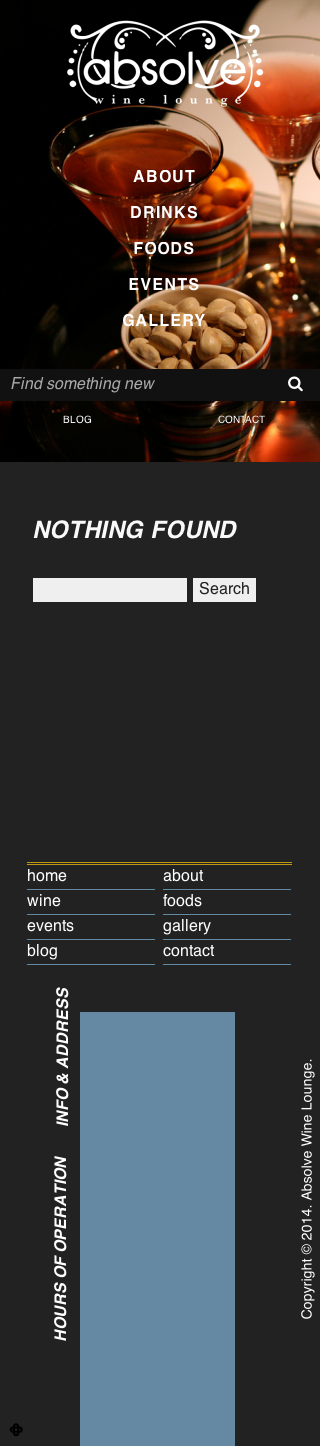 absolve
wine lounge
ABOUT
DRINKS
FOODS
EVENTS
GALLERY
Find something new
BLOG CONTACT
NOTHING FOUND
Search
home about
wine foods
events gallery
blog contact
INFO & ADDRESS
HOURS OF OPERATION
Copyright © 2014. Absolve Wine Lounge.